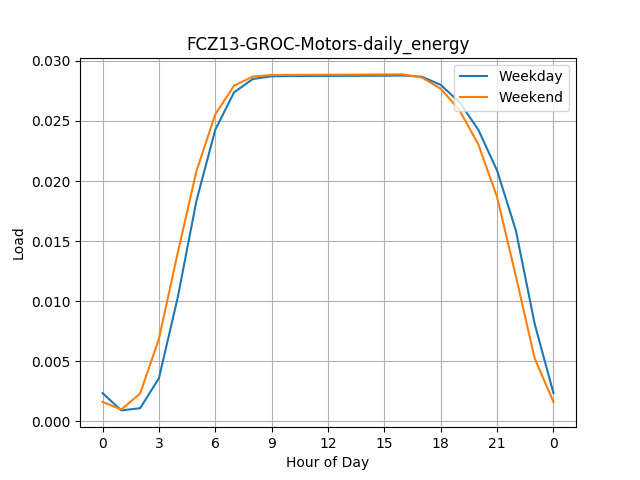 FCZ13-GROC-Motors-daily_energy
Weekday
Weekend
Load
0.030
0.025
0.020
0.015
0.010
0.005
0.000
0 3 6 9 12 15 18 21 0
Hour of Day